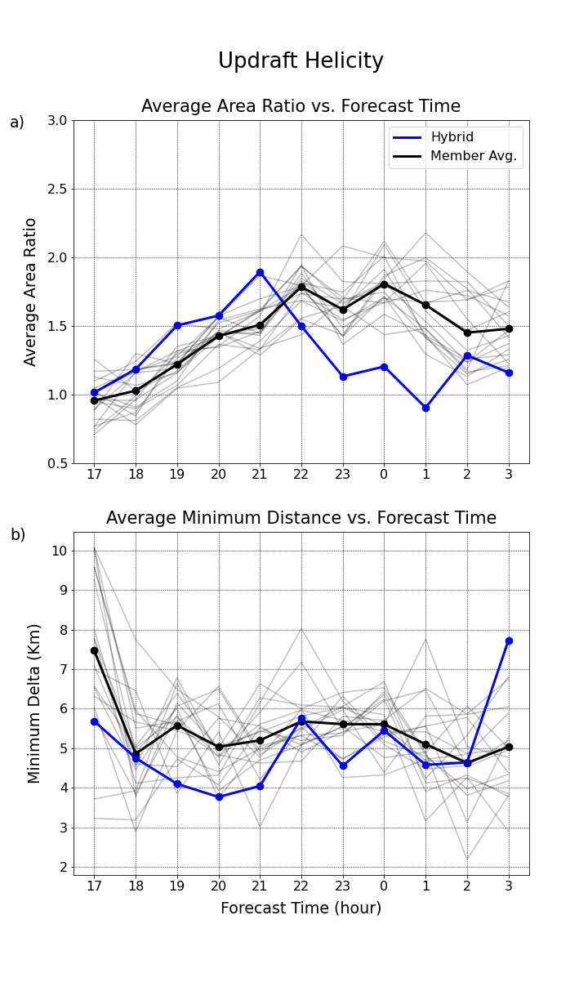 Updraft Helicity
Average Area Ratio vs. Forecast Time
a)
3.0
2.5
2.0
1.5
1.0
0.5
Average Area Ratio
Hybrid
Member Avg.
17 18 19 20 21 22 23 0 1 2 3
Average Minimum Distance vs. Forecast Time
b)
10
9
8
7
6
5
4
3
2
Minimum Delta (Km)
17 18 19 20 21 22 23 0 1 2 3
Forecast Time (hour)